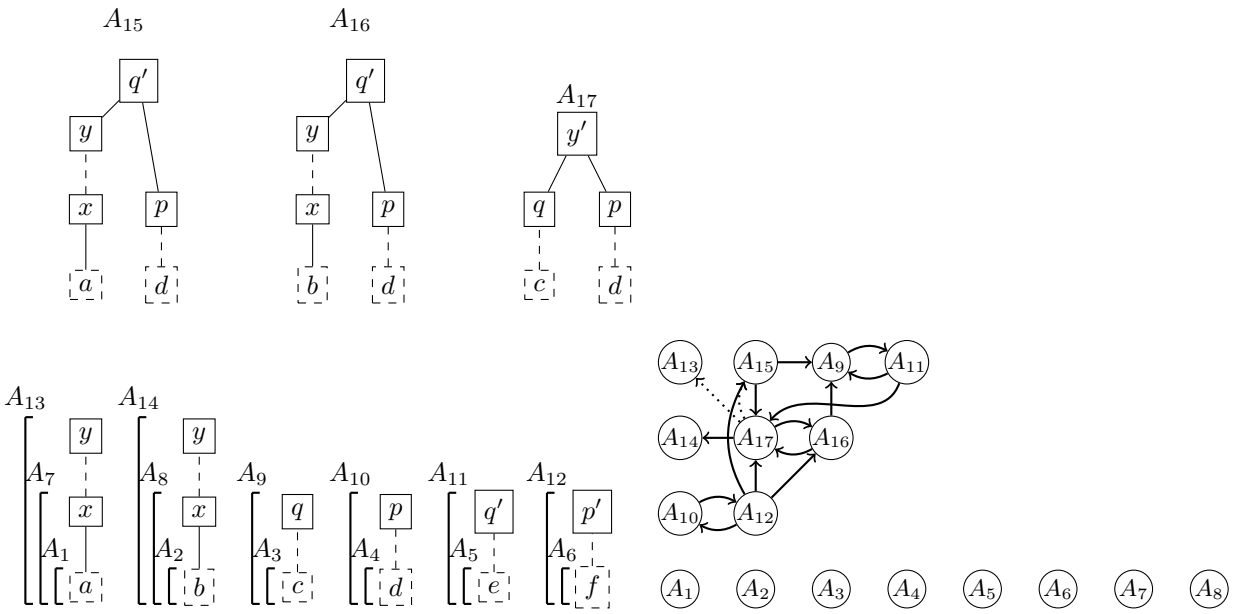 A₁₅ A₁₆
q′ q′
A₁₇
y y y′
x p x p q p
a d b d c d
A₁₃ A₁₅ A₉ A₁₁
A₁₃ A₁₄
y y
A₁₄ A₁₇ A₁₆
A₇ A₈ A₉ A₁₀ A₁₁ A₁₂
x x q p q′ p′
A₁₀ A₁₂
A₁ A₂ A₃ A₄ A₅ A₆
a b c d e f
A₁ A₂ A₃ A₄ A₅ A₆ A₇ A₈